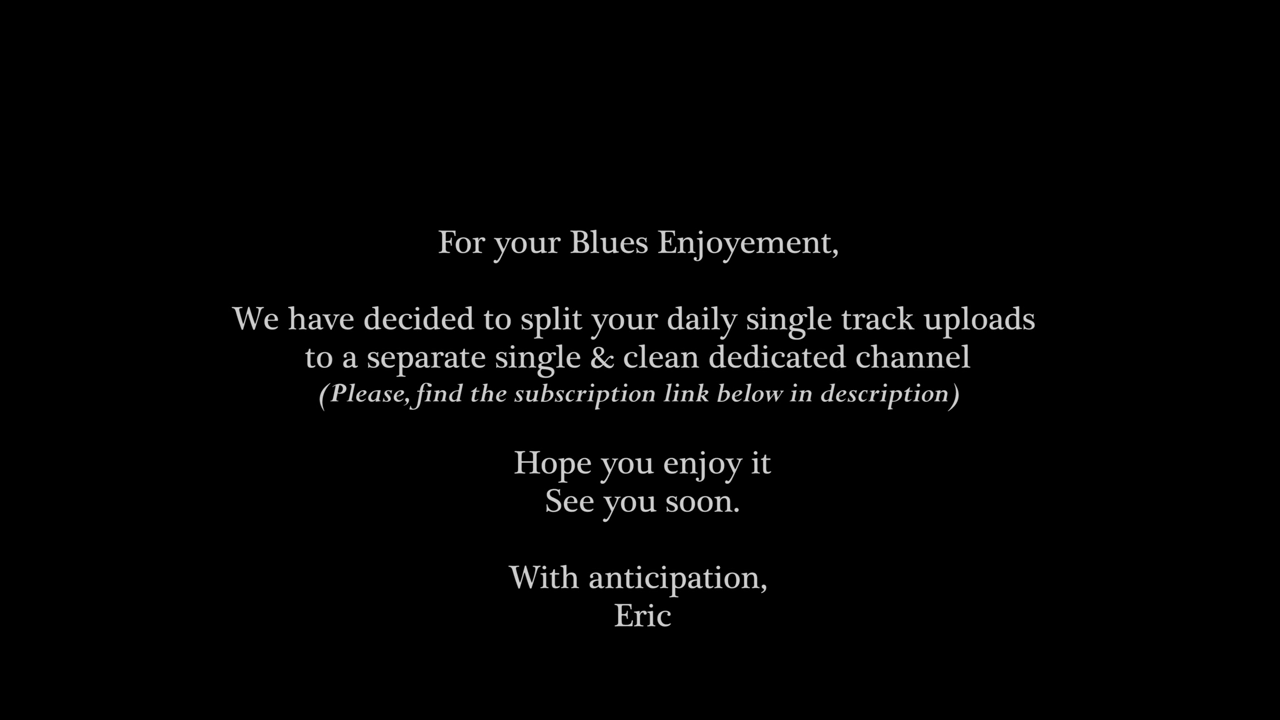 For your Blues Enjoyement,
We have decided to split your daily single track uploads
to a separate single & clean dedicated channel
(Please, find the subscription link below in description)
Hope you enjoy it
See you soon.
With anticipation,
Eric